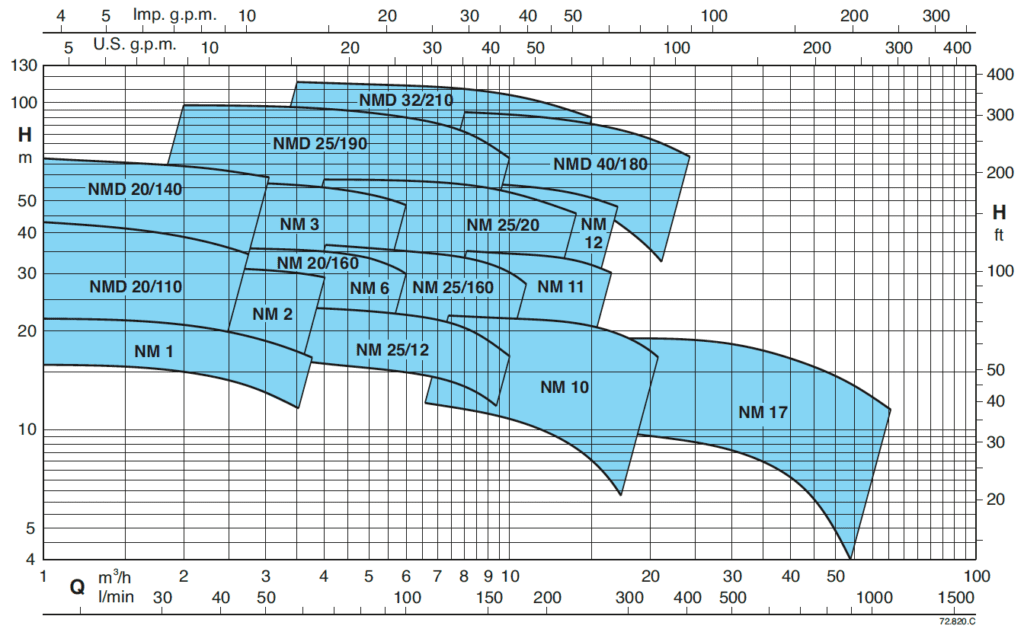 4 5 Imp. g.p.m. 10 20 30 40 50 100 200 300
5 U.S. g.p.m. 10 20 30 40 50 100 200 300 400
130
400
NMD 32/210
100
300
H
NMD 25/190
m
NMD 40/180
200
NMD 20/140
50
H
NM 3
NM 25/20
NM
12
ft
40
NM 20/160
100
30
NMD 20/110
NM 6
NM 25/160
NM 11
NM 2
20
NM 1
NM 25/12
50
NM 10
40
NM 17
10
30
20
5
4
1 2 3 4 5 6 7 8 9 10 20 30 40 50 100
Q m³/h
l/min 30 40 50 100 150 200 300 400 500 1000 1500
72.820.C